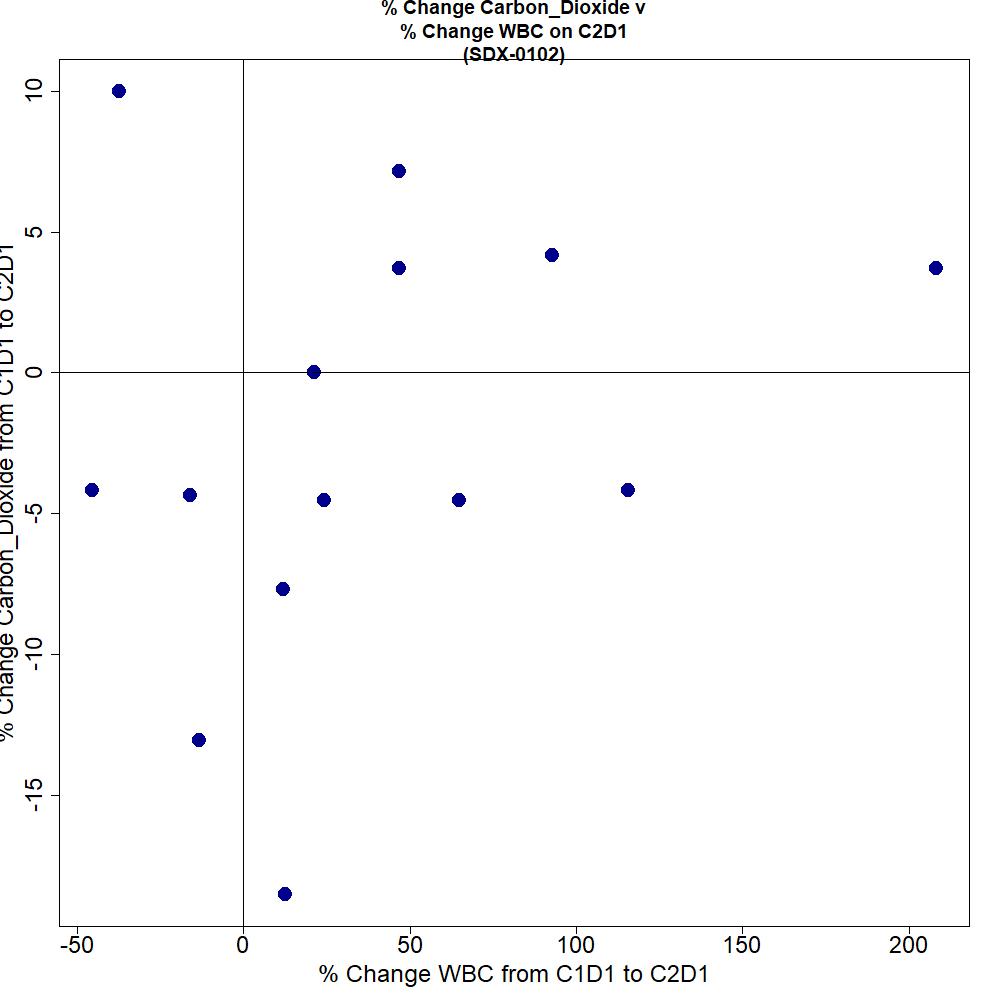 % Change Carbon_Dioxide v
% Change WBC on C2D1
(SDX-0102)
% Change Carbon_Dioxide from C1D1 to C2D1
10
5
0
-5
-10
-15
-50
0
50
100
150
200
% Change WBC from C1D1 to C2D1